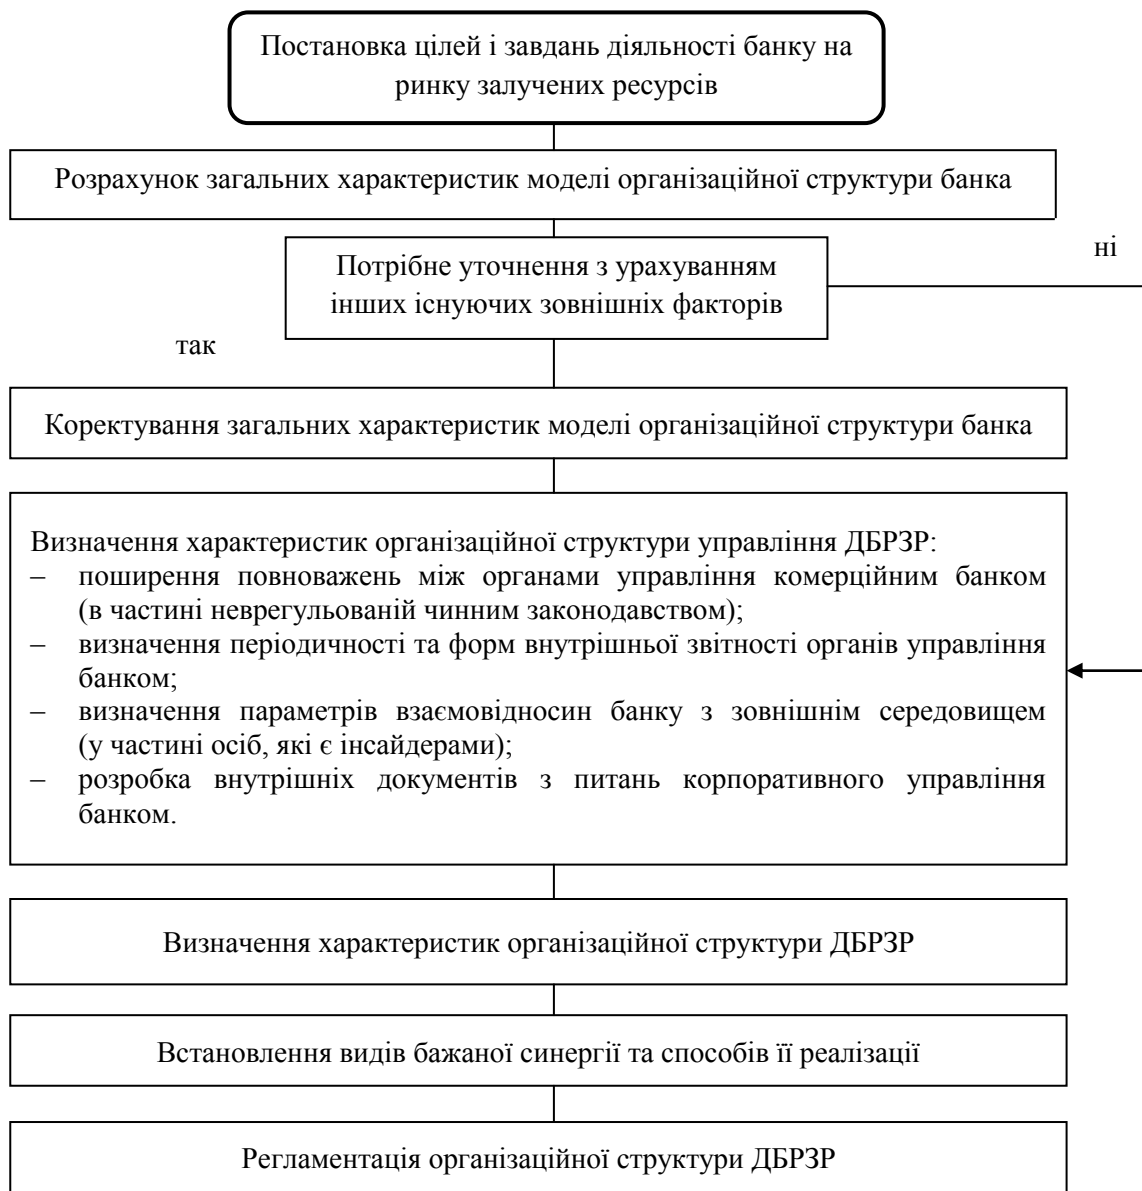 Постановка цілей і завдань діяльності банку на
ринку залучених ресурсів
Розрахунок загальних характеристик моделі організаційної структури банка
ні
Потрібне уточнення з урахуванням
інших існуючих зовнішніх факторів
так
Коректування загальних характеристик моделі організаційної структури банка
Визначення характеристик організаційної структури управління ДБРЗР:
– поширення повноважень між органами управління комерційним банком
(в частині неврегульованій чинним законодавством);
– визначення періодичності та форм внутрішньої звітності органів управління
банком;
– визначення параметрів взаємовідносин банку з зовнішнім середовищем
(у частині осіб, які є інсайдерами);
– розробка внутрішніх документів з питань корпоративного управління
банком.
Визначення характеристик організаційної структури ДБРЗР
Встановлення видів бажаної синергії та способів її реалізації
Регламентація організаційної структури ДБРЗР